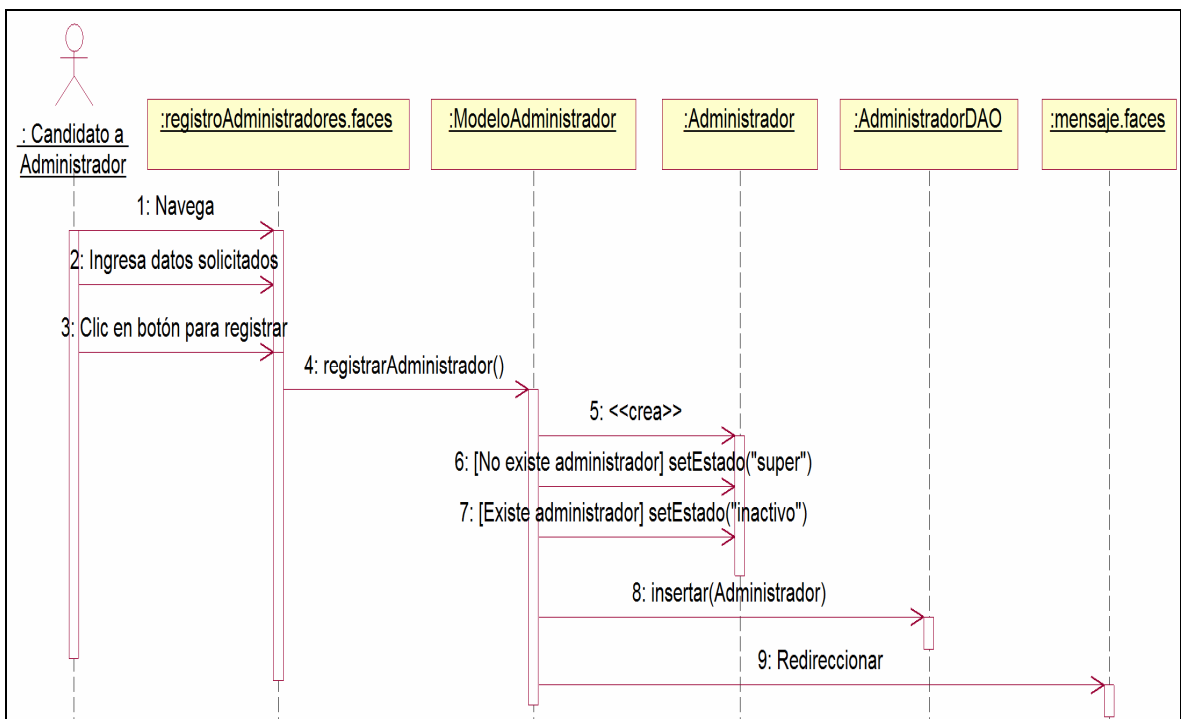 : Candidato a
Administrador
:registroAdministradores.faces
:ModeloAdministrador
:Administrador
:AdministradorDAO
:mensaje.faces
1: Navega
2: Ingresa datos solicitados
3: Clic en botón para registrar
4: registrarAdministrador()
5: <<crea>>
6: [No existe administrador] setEstado("super")
7: [Existe administrador] setEstado("inactivo")
8: insertar(Administrador)
9: Redireccionar